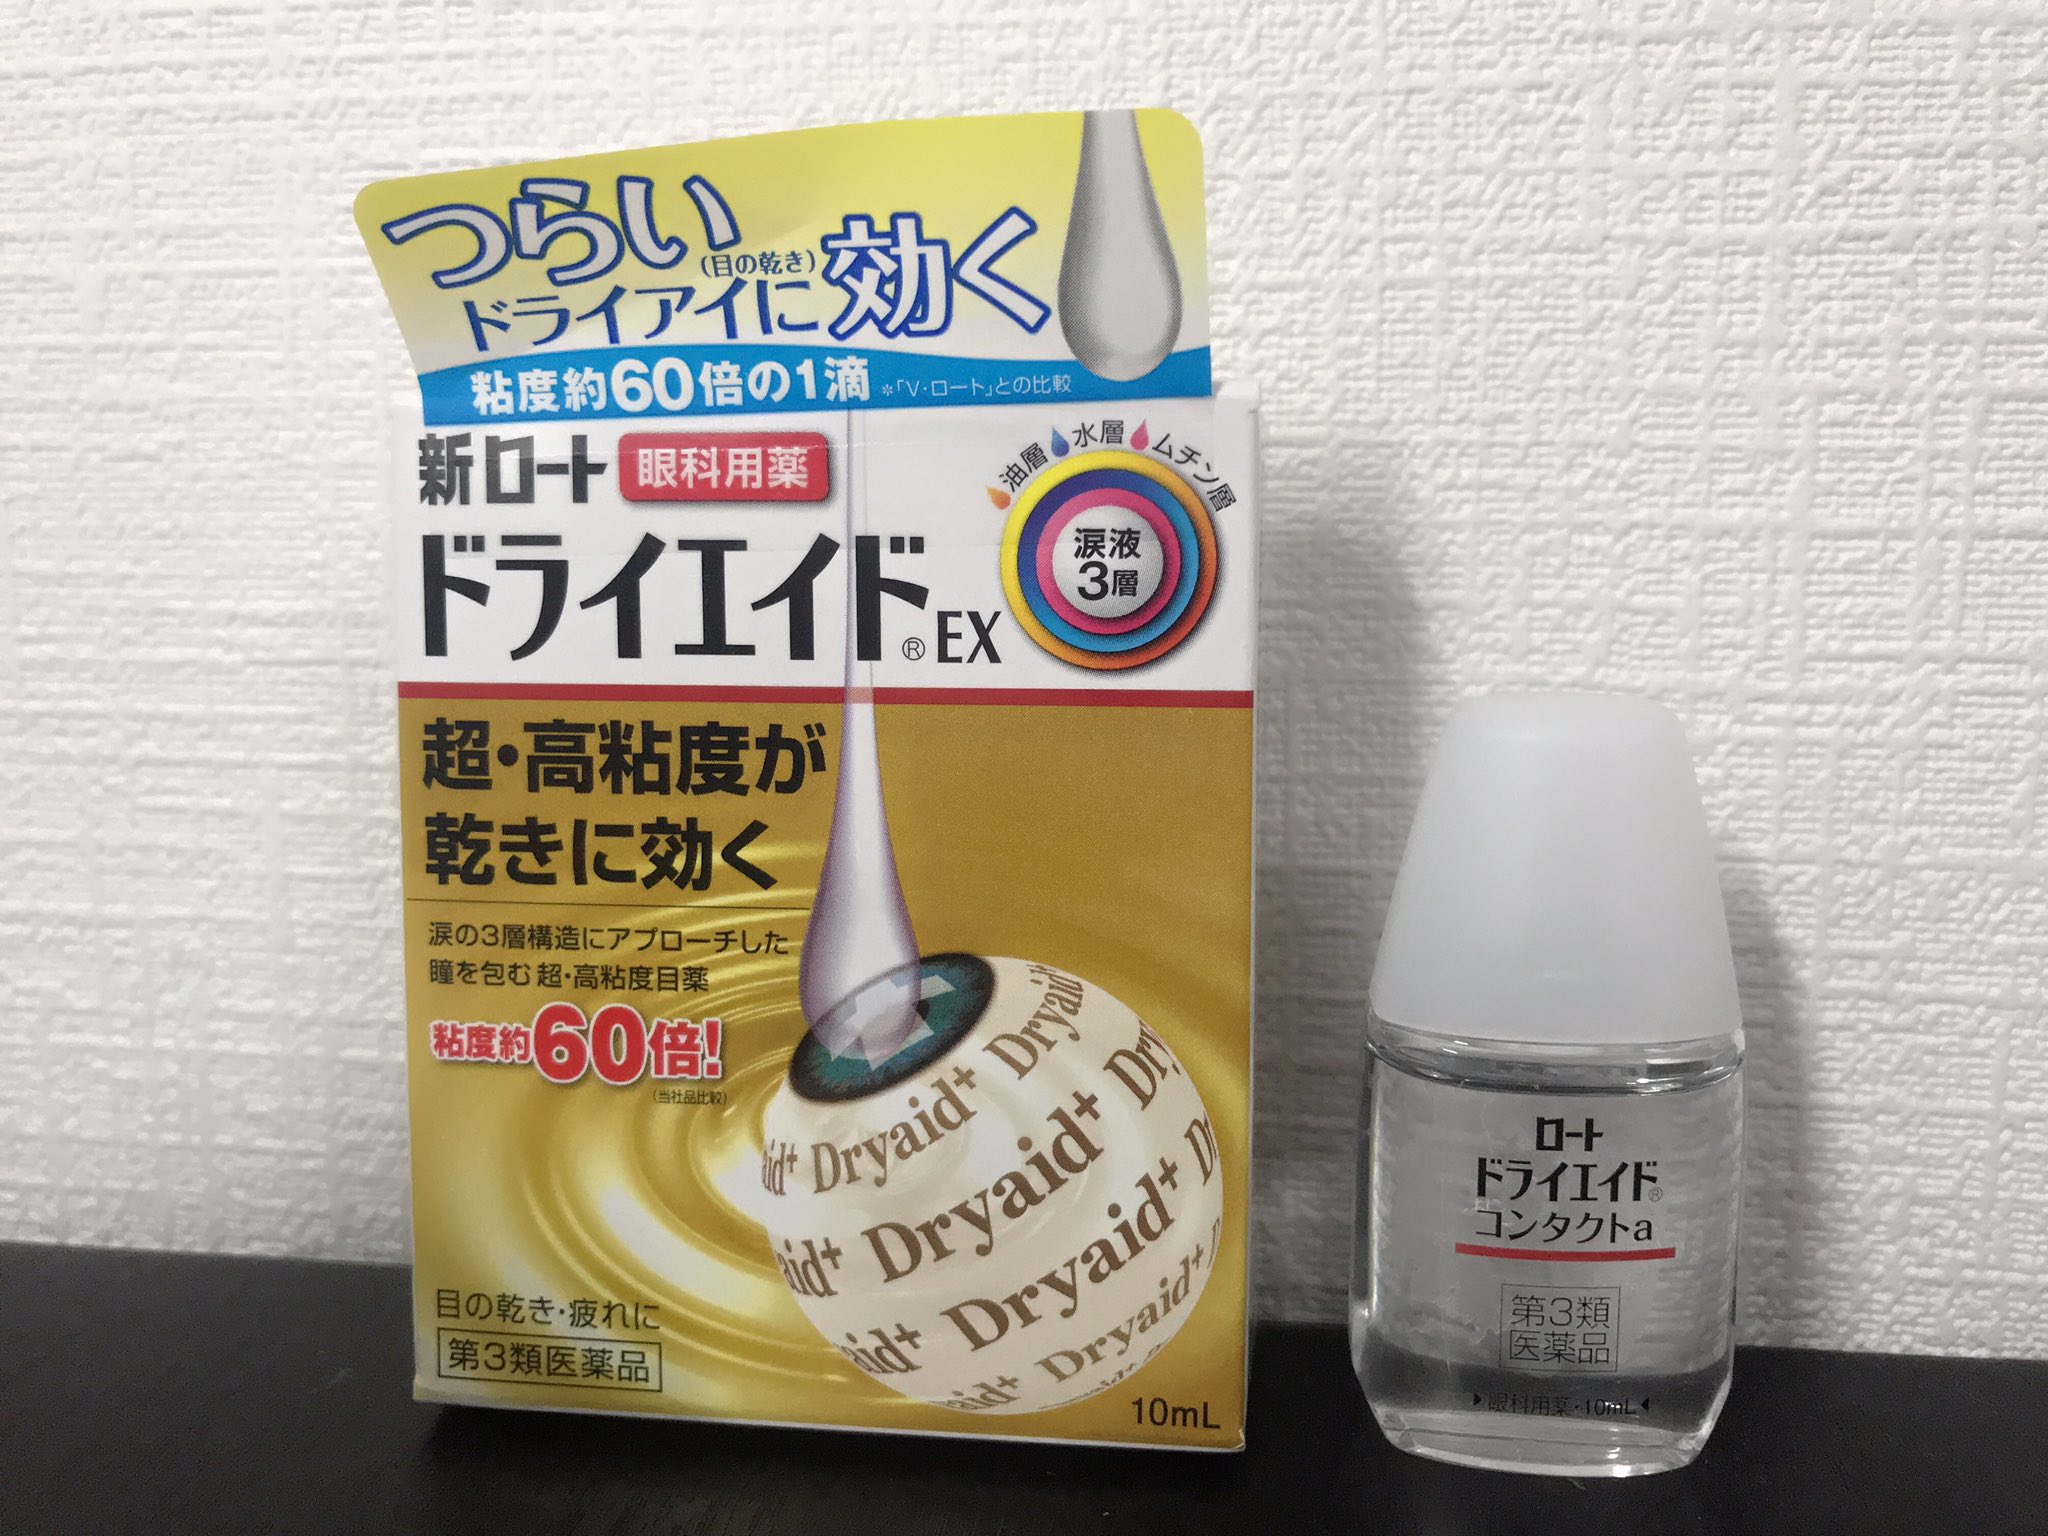 つらい
(目の乾き)
ドライアイに効く
粘度約60倍の1滴 *「V・ロート」との比較
新ロート 眼科用薬
ドライエイド® EX
油層 水層 ムチン層
涙液
3層
超・高粘度が
乾きに効く
涙の3層構造にアプローチした
瞳を包む 超・高粘度目薬
粘度約60倍!
(当社品比較)
Dryaid+ Dryaid+
Dryaid+ Dryaid+
Dryaid+
目の乾き・疲れに
第3類医薬品
10mL
ロート
ドライエイド®
コンタクトa
第3類
医薬品
眼科用薬・10mL